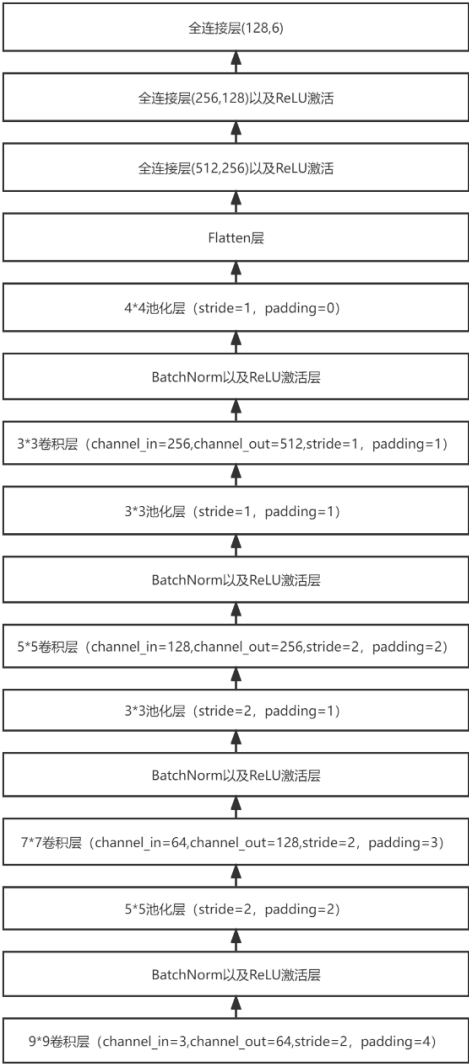 全连接层(128,6)
全连接层(256,128)以及ReLU激活
全连接层(512,256)以及ReLU激活
Flatten层
4*4池化层（stride=1，padding=0）
BatchNorm以及ReLU激活层
3*3卷积层（channel_in=256,channel_out=512,stride=1，padding=1）
3*3池化层（stride=1，padding=1）
BatchNorm以及ReLU激活层
5*5卷积层（channel_in=128,channel_out=256,stride=2，padding=2）
3*3池化层（stride=2，padding=1）
BatchNorm以及ReLU激活层
7*7卷积层（channel_in=64,channel_out=128,stride=2，padding=3）
5*5池化层（stride=2，padding=2）
BatchNorm以及ReLU激活层
9*9卷积层（channel_in=3,channel_out=64,stride=2，padding=4）